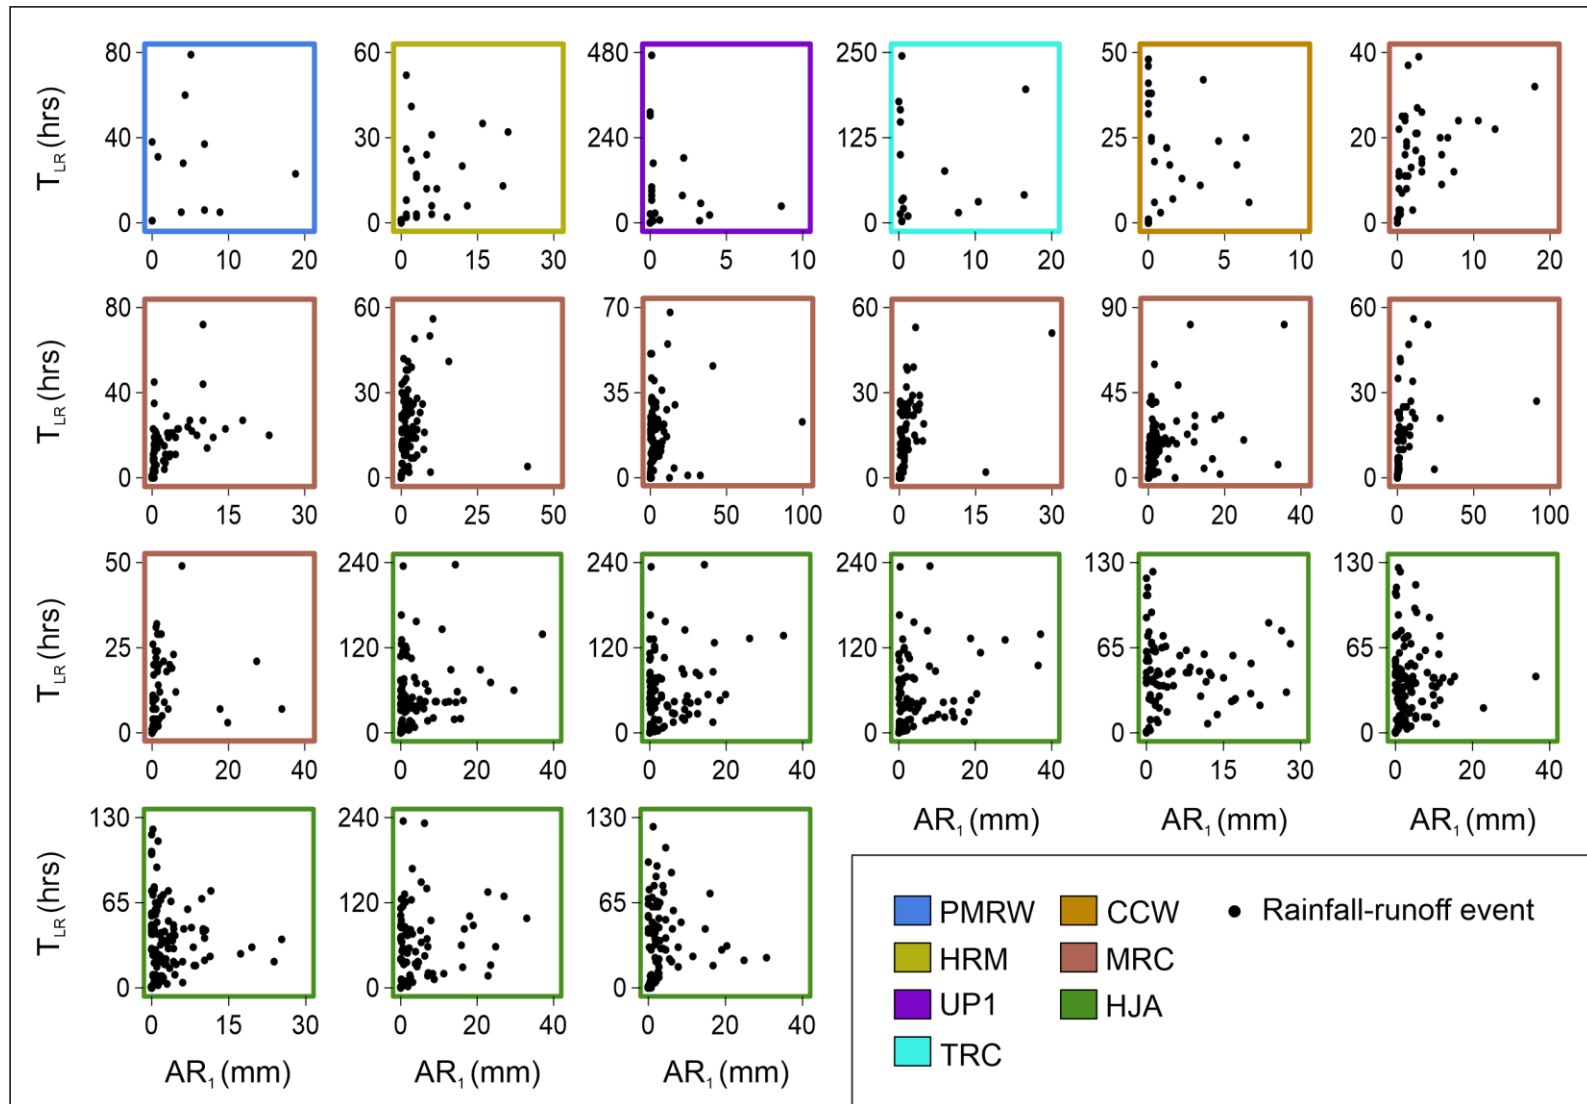 80 60 480 250 50 40
T_LR (hrs) 40 30 240 125 25 20
0 0 0 0 0 0
0 10 20 0 15 30 0 5 10 0 10 20 0 5 10 0 10 20
80 60 70 60 90 60
T_LR (hrs) 40 30 35 30 45 30
0 0 0 0 0 0
0 15 30 0 25 50 0 50 100 0 15 30 0 20 40 0 50 100
50 240 240 240 130 130
T_LR (hrs) 25 120 120 120 65 65
0 0 0 0 0 0
0 20 40 0 20 40 0 20 40 0 20 40 0 15 30 0 20 40
AR₁ (mm) AR₁ (mm) AR₁ (mm)
130 240 130
T_LR (hrs) 65 120 65
0 0 0
0 15 30 0 20 40 0 20 40
AR₁ (mm) AR₁ (mm) AR₁ (mm)
PMRW CCW Rainfall-runoff event
HRM MRC
UP1 HJA
TRC